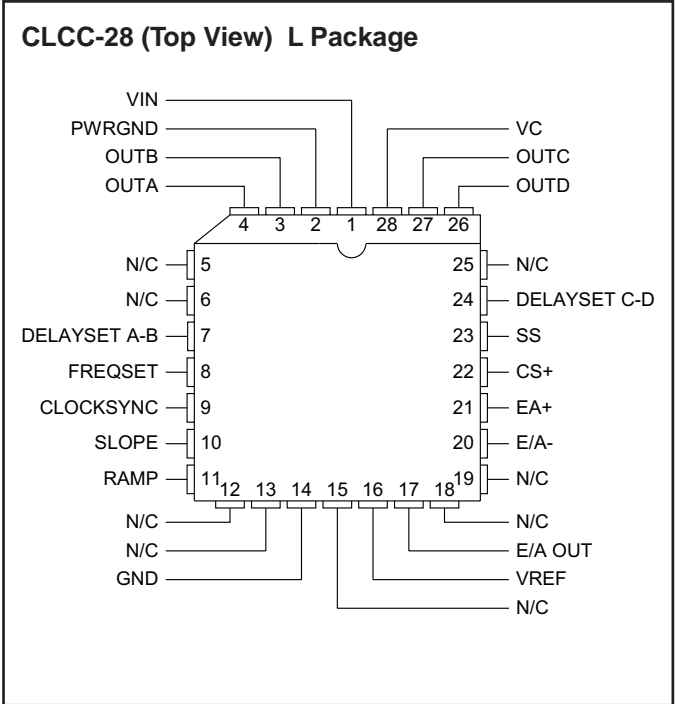 CLCC-28 (Top View) L Package
VIN
PWRGND
OUTB
OUTA
VC
OUTC
OUTD
4 3 2 1 28 27 26
N/C 5
N/C 6
DELAYSET A-B 7
FREQSET 8
CLOCKSYNC 9
SLOPE 10
RAMP 11
25 N/C
24 DELAYSET C-D
23 SS
22 CS+
21 EA+
20 E/A-
19 N/C
12 13 14 15 16 17 18
N/C
N/C
GND
N/C
E/A OUT
VREF
N/C